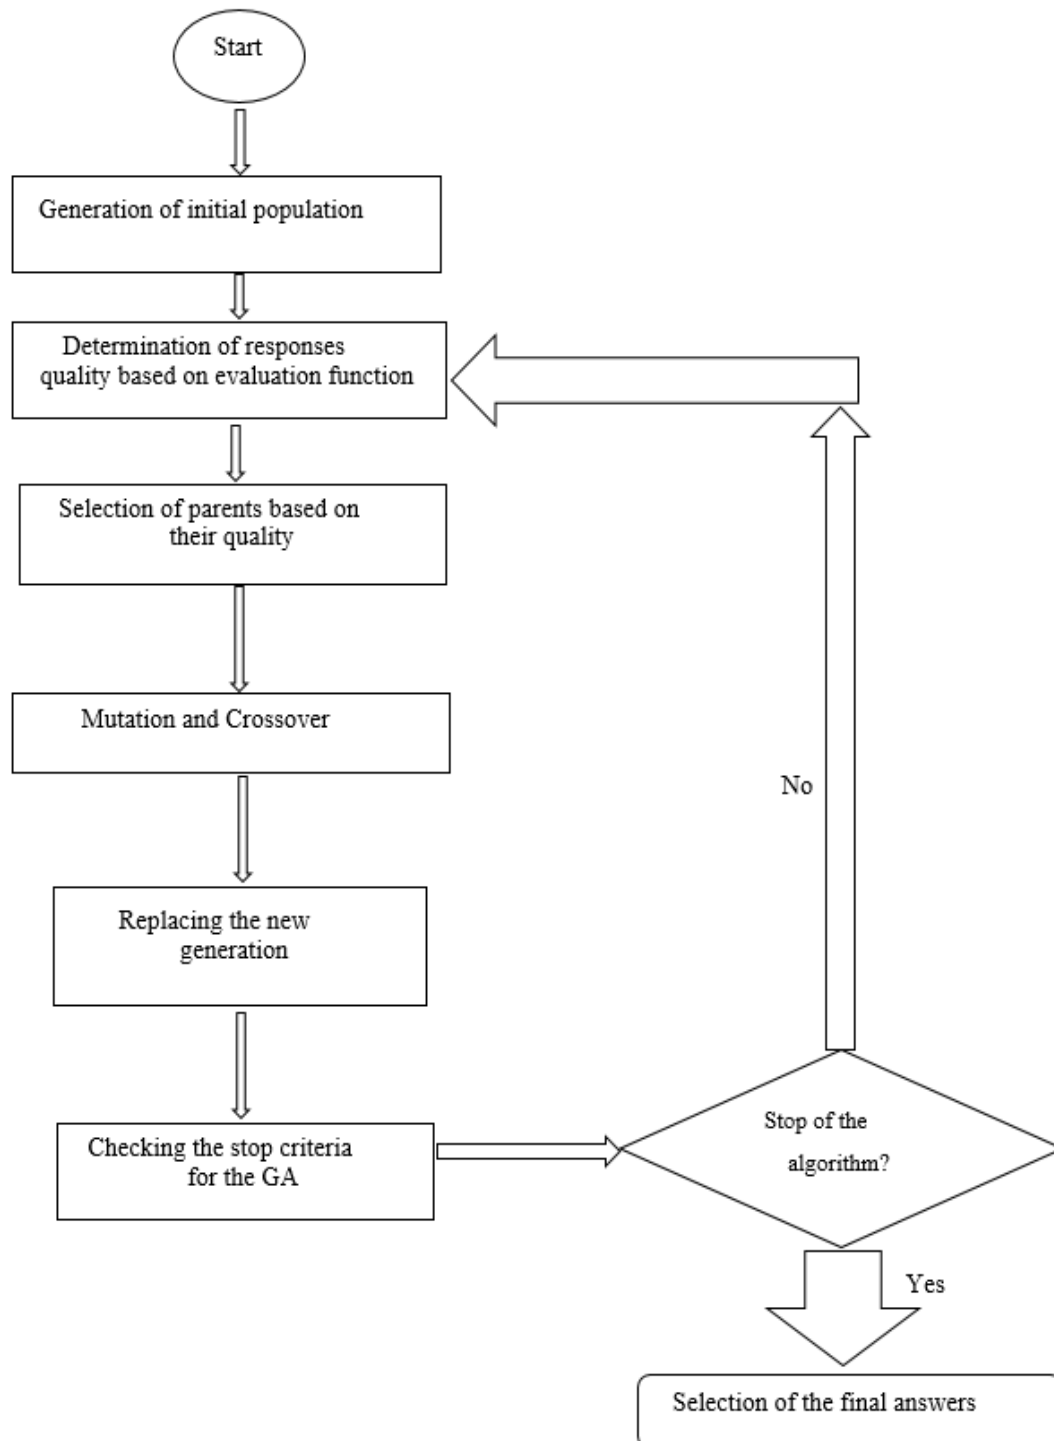 Start
Generation of initial population
Determination of responses
quality based on evaluation function
Selection of parents based on
their quality
Mutation and Crossover
No
Replacing the new
generation
Checking the stop criteria
for the GA
Stop of the
algorithm?
Yes
Selection of the final answers